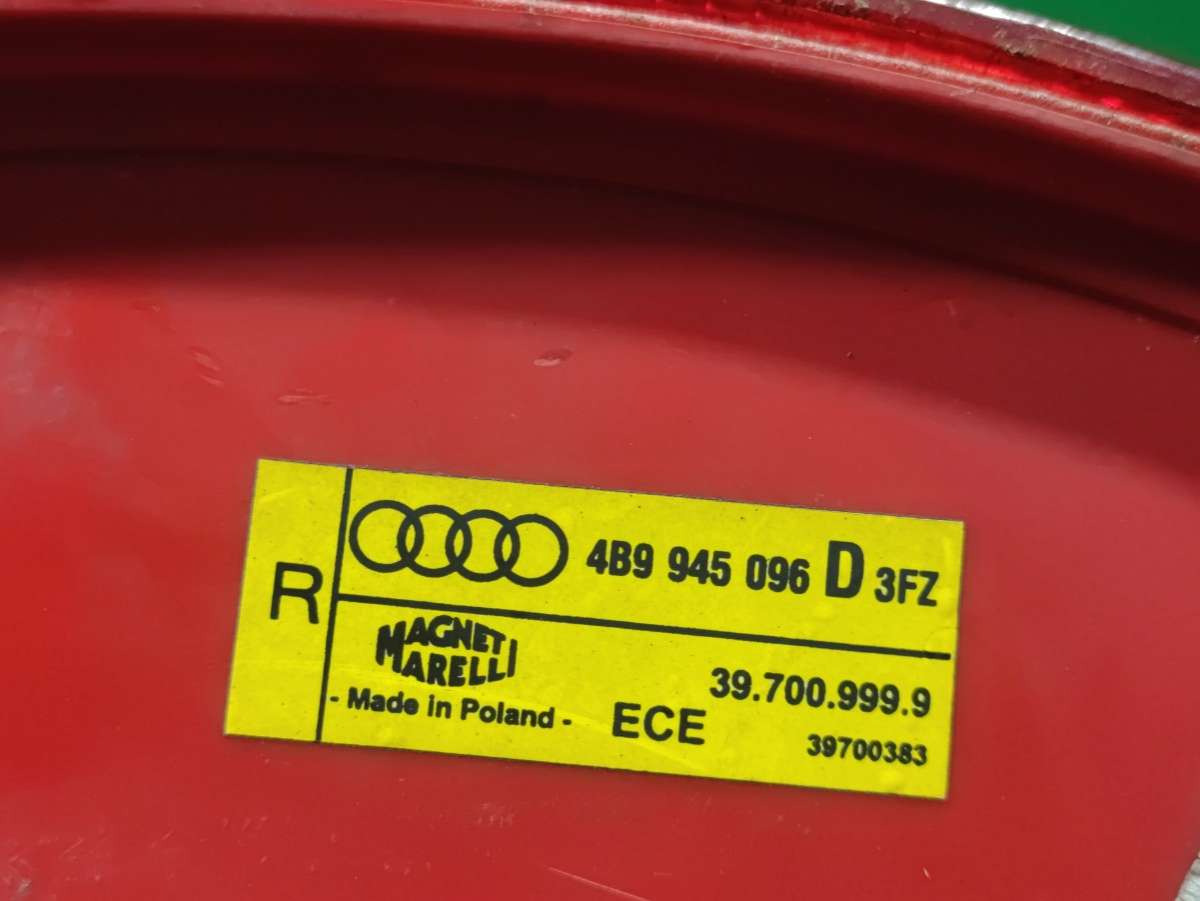 R
4B9 945 096 D 3FZ
MAGNETI
MARELLI
- Made in Poland -
ECE
39.700.999.9
39700383